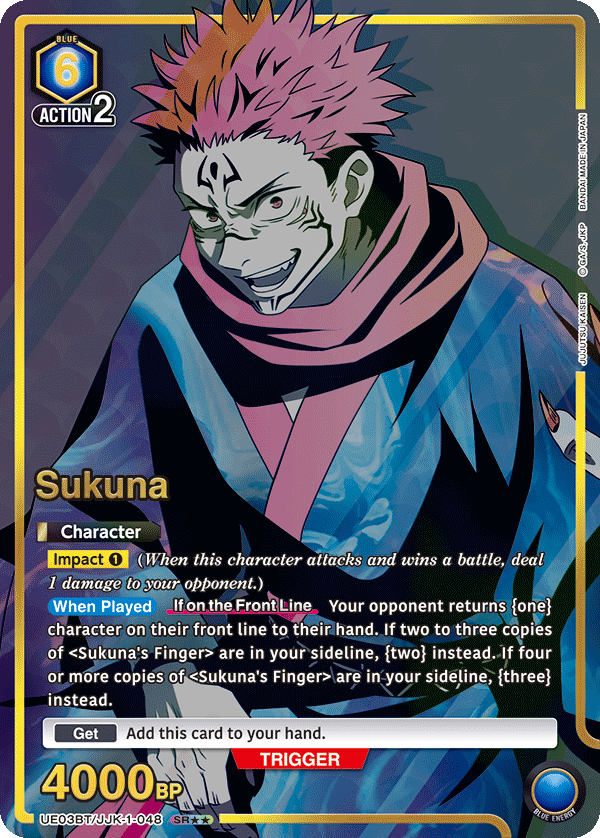 BLUE
6
ACTION2
BANDAI MADE IN JAPAN
© GA/S, JKP
JUJUTSU KAISEN
Sukuna
Character
Impact ❶ (When this character attacks and wins a battle, deal
1 damage to your opponent.)
When Played If on the Front Line Your opponent returns {one}
character on their front line to their hand. If two to three copies
of <Sukuna's Finger> are in your sideline, {two} instead. If four
or more copies of <Sukuna's Finger> are in your sideline, {three}
instead.
Get Add this card to your hand.
TRIGGER
4000BP
UE03BT/JJK-1-048 SR★★
BLUE ENERGY